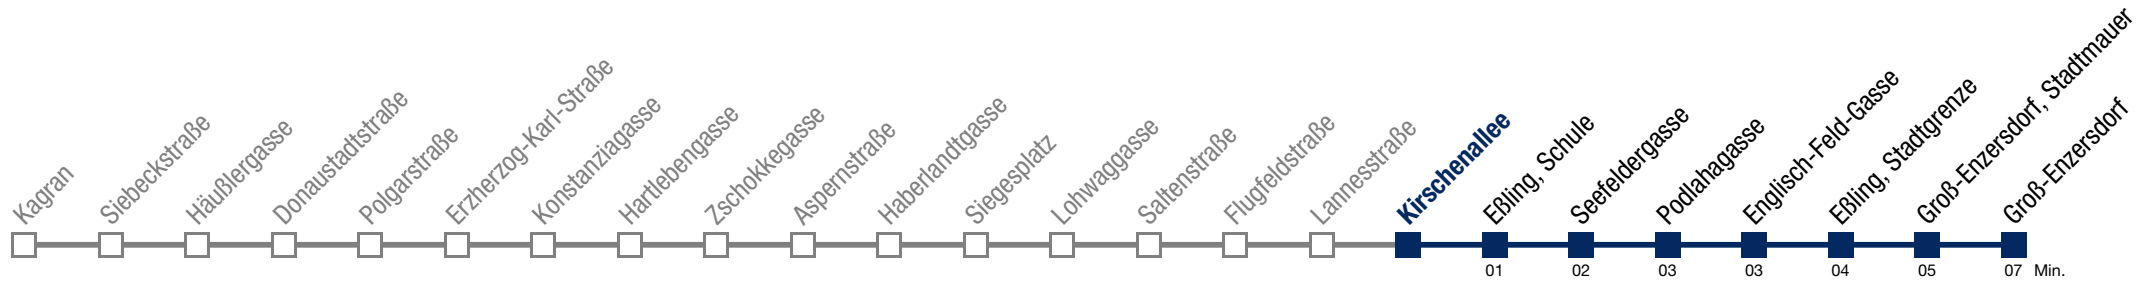 Kagran
Siebeckstraße
Häußlergasse
Donaustadtstraße
Polgarstraße
Erzherzog-Karl-Straße
Konstanziagasse
Hartlebengasse
Zschokkegasse
Aspernstraße
Haberlandtgasse
Siegesplatz
Lohwaggasse
Saltenstraße
Flugfeldstraße
Lannesstraße
Kirschenallee
Eßling, Schule
Seefeldergasse
Podlahagasse
Englisch-Feld-Gasse
Eßling, Stadtgrenze
Groß-Enzersdorf, Stadtmauer
Groß-Enzersdorf
01 02 03 03 04 05 07 Min.